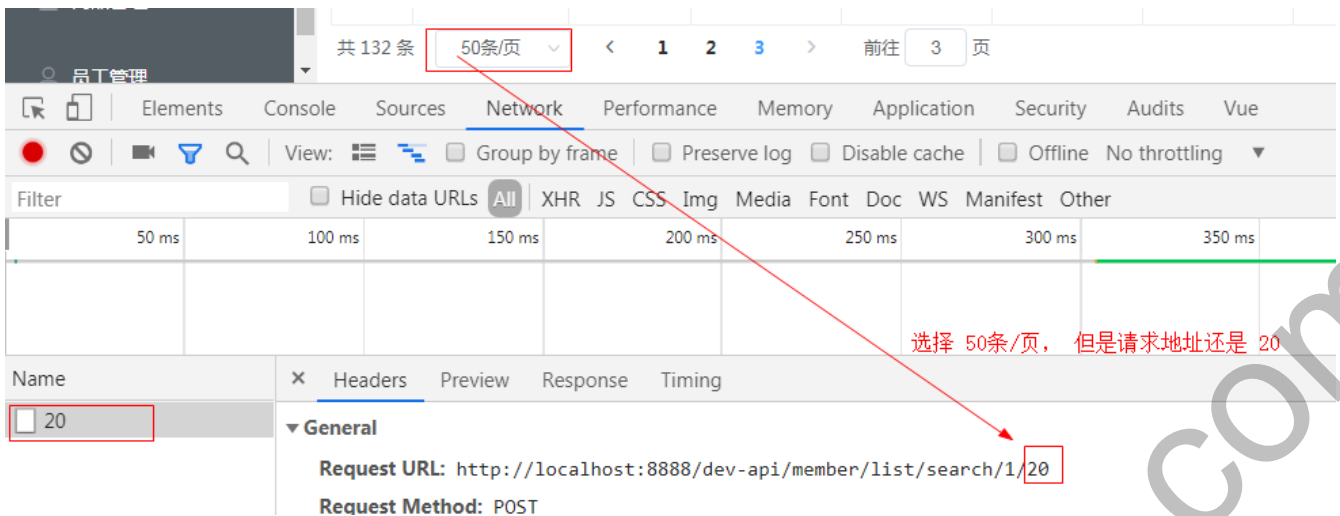 共 132 条 50条/页 < 1 2 3 > 前往 3 页
员工管理
Elements Console Sources Network Performance Memory Application Security Audits Vue
View: Group by frame Preserve log Disable cache Offline No throttling ▼
Filter Hide data URLs All XHR JS CSS Img Media Font Doc WS Manifest Other
50 ms 100 ms 150 ms 200 ms 250 ms 300 ms 350 ms
选择 50条/页， 但是请求地址还是 20
Name × Headers Preview Response Timing
20
▼ General
Request URL: http://localhost:8888/dev-api/member/list/search/1/20
Request Method: POST
com